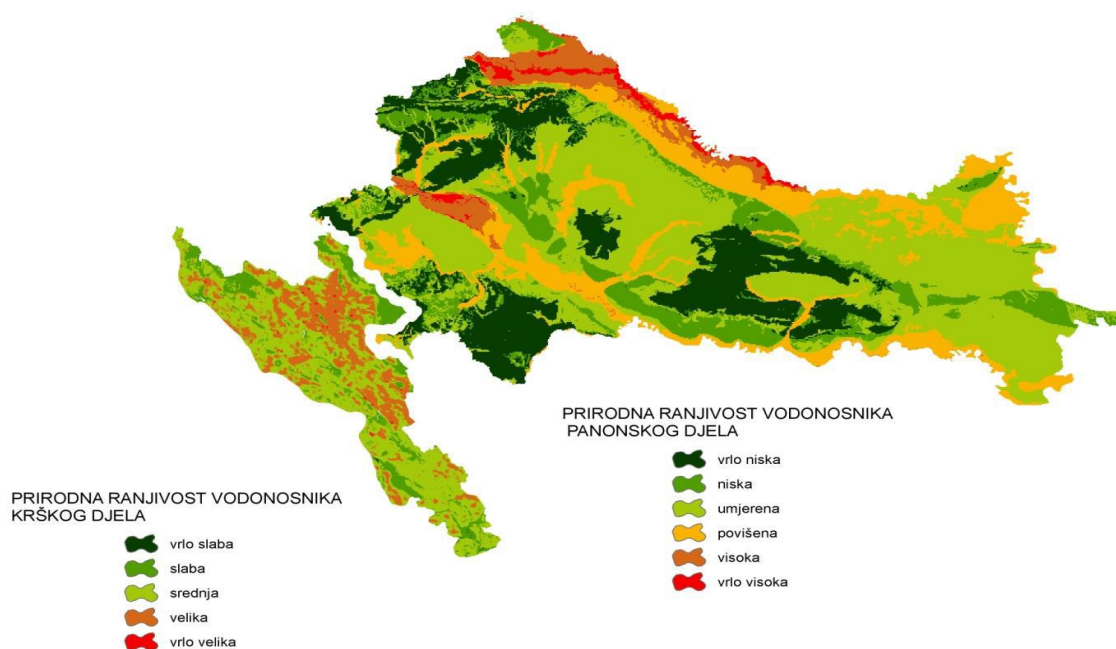 PRIRODNA RANJIVOST VODONOSNIKA
PANONSKOG DJELA
vrlo niska
niska
umjerena
povišena
visoka
vrlo visoka
PRIRODNA RANJIVOST VODONOSNIKA
KRŠKOG DJELA
vrlo slaba
slaba
srednja
velika
vrlo velika